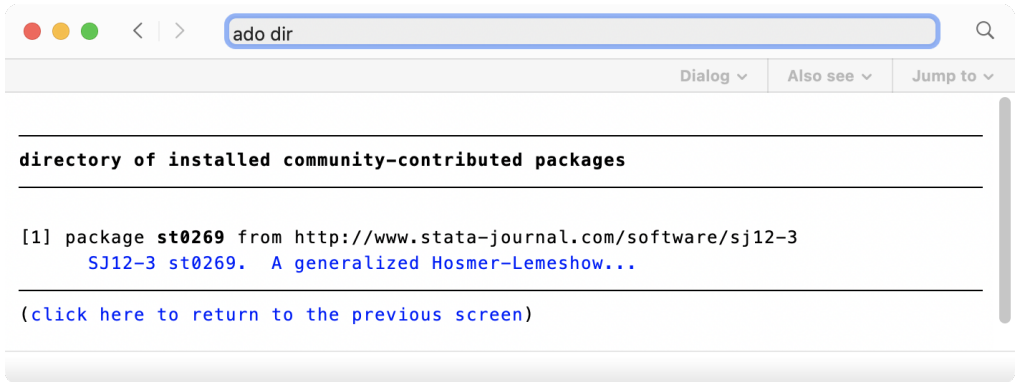 ado dir
Dialog Also see Jump to
directory of installed community-contributed packages
[1] package st0269 from http://www.stata-journal.com/software/sj12-3
SJ12-3 st0269.  A generalized Hosmer-Lemeshow...
(click here to return to the previous screen)